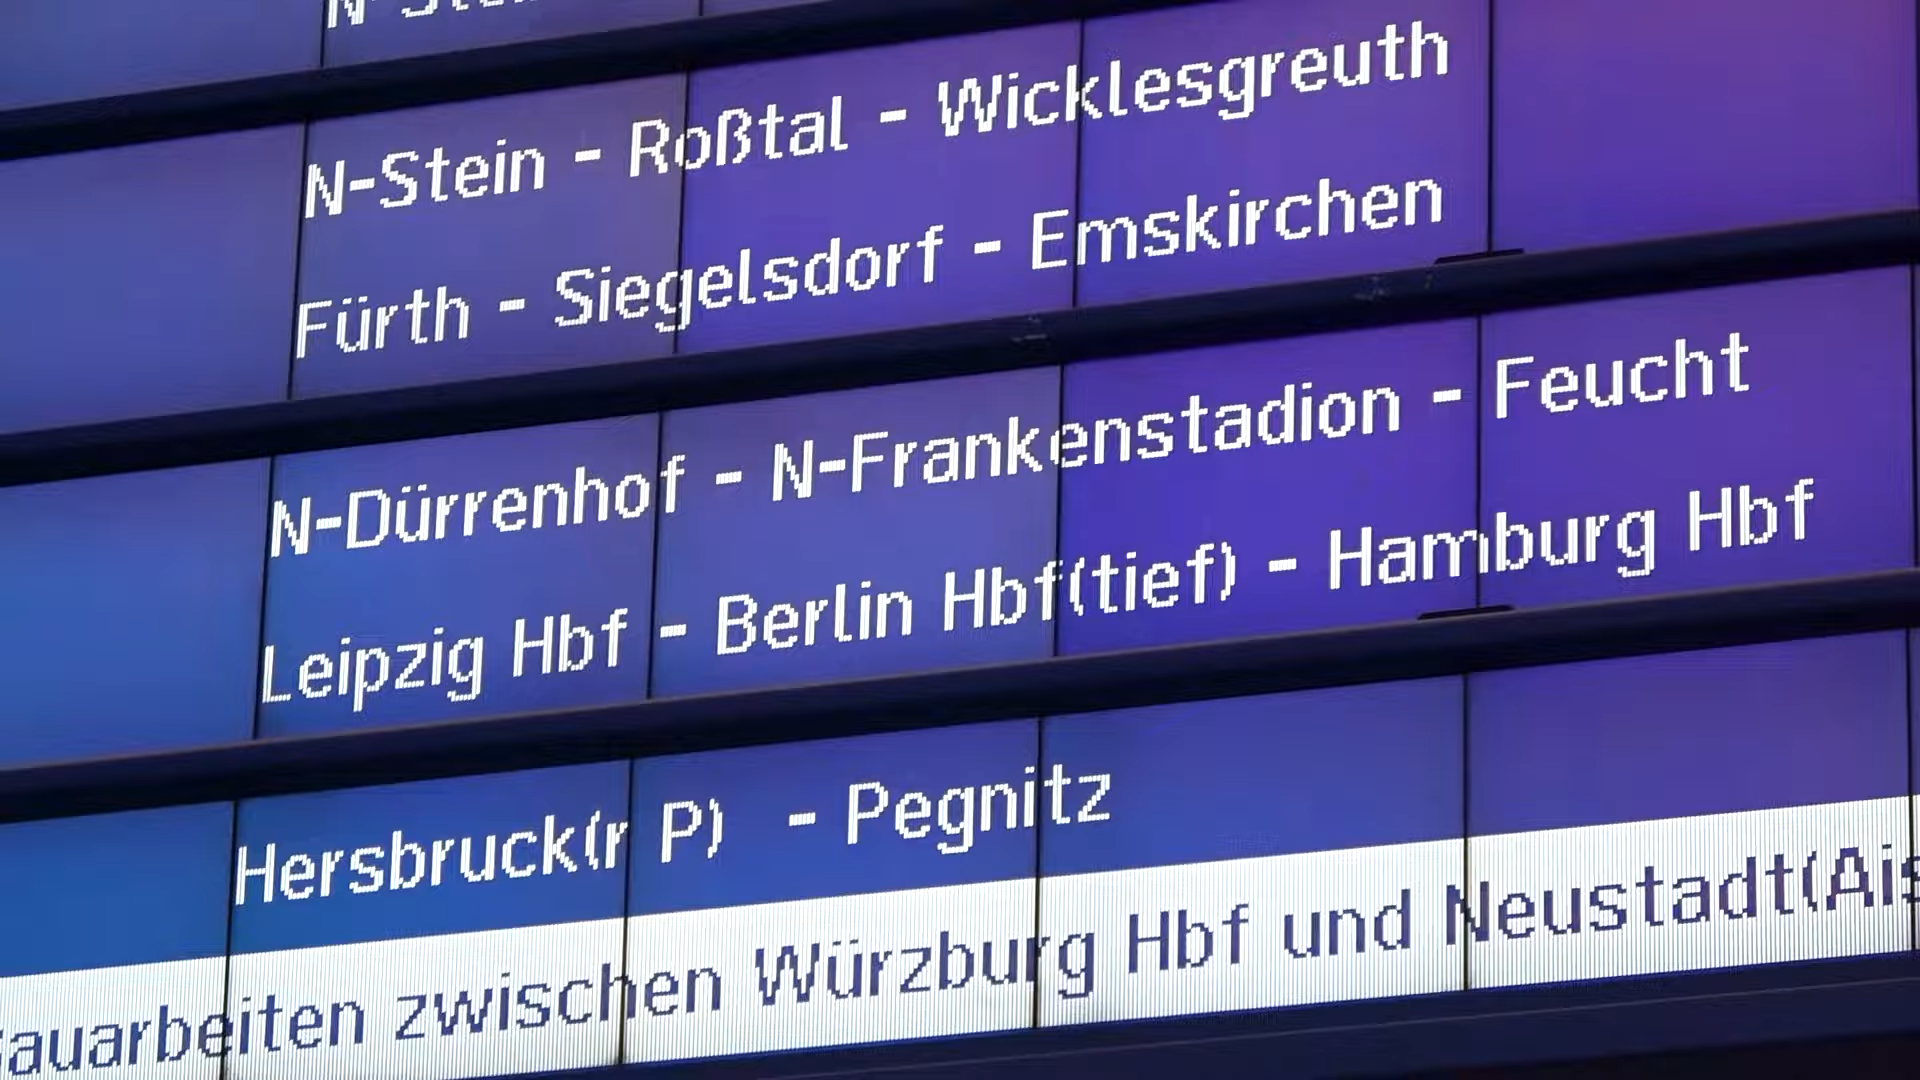 N-Stein - Roßtal - Wicklesgreuth
Fürth - Siegelsdorf - Emskirchen
N-Dürrenhof - N-Frankenstadion - Feucht
Leipzig Hbf - Berlin Hbf(tief) - Hamburg Hbf
Hersbruck(r P) - Pegnitz
auarbeiten zwischen Würzburg Hbf und Neustadt(Ais